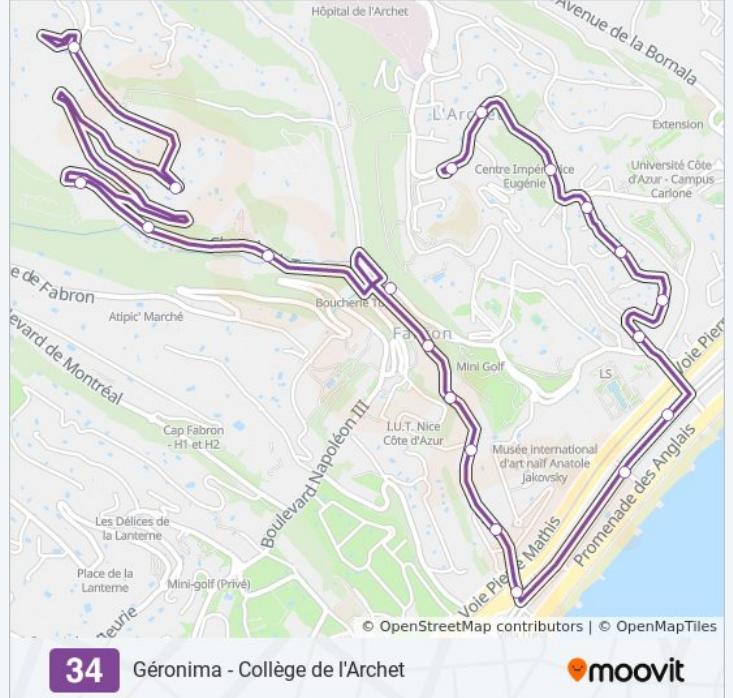 Hôpital de l'Archet
Avenue de la Bornala
L'Archet
Extension
Centre Impératrice
Eugénie
Université Côte
d'Azur - Campus
Carlone
e de Fabron
Atlpic' Marché
Boucherie
Fabron
Mini Golf
LS
Voie Pierre
evard de Montréal
Cap Fabron
- H1 et H2
Boulevard Napoléon III
I.U.T. Nice
Côte d'Azur
Musée international
d'art naïf Anatole
Jakovsky
Promenade des Anglais
Voie Pierre Mathis
Les Délices de
la Lanterne
Place de la
Lanterne
Mini-golf (Privé)
leurie
© OpenStreetMap contributors | © OpenMapTiles
34 Géronima - Collège de l'Archet
moovit